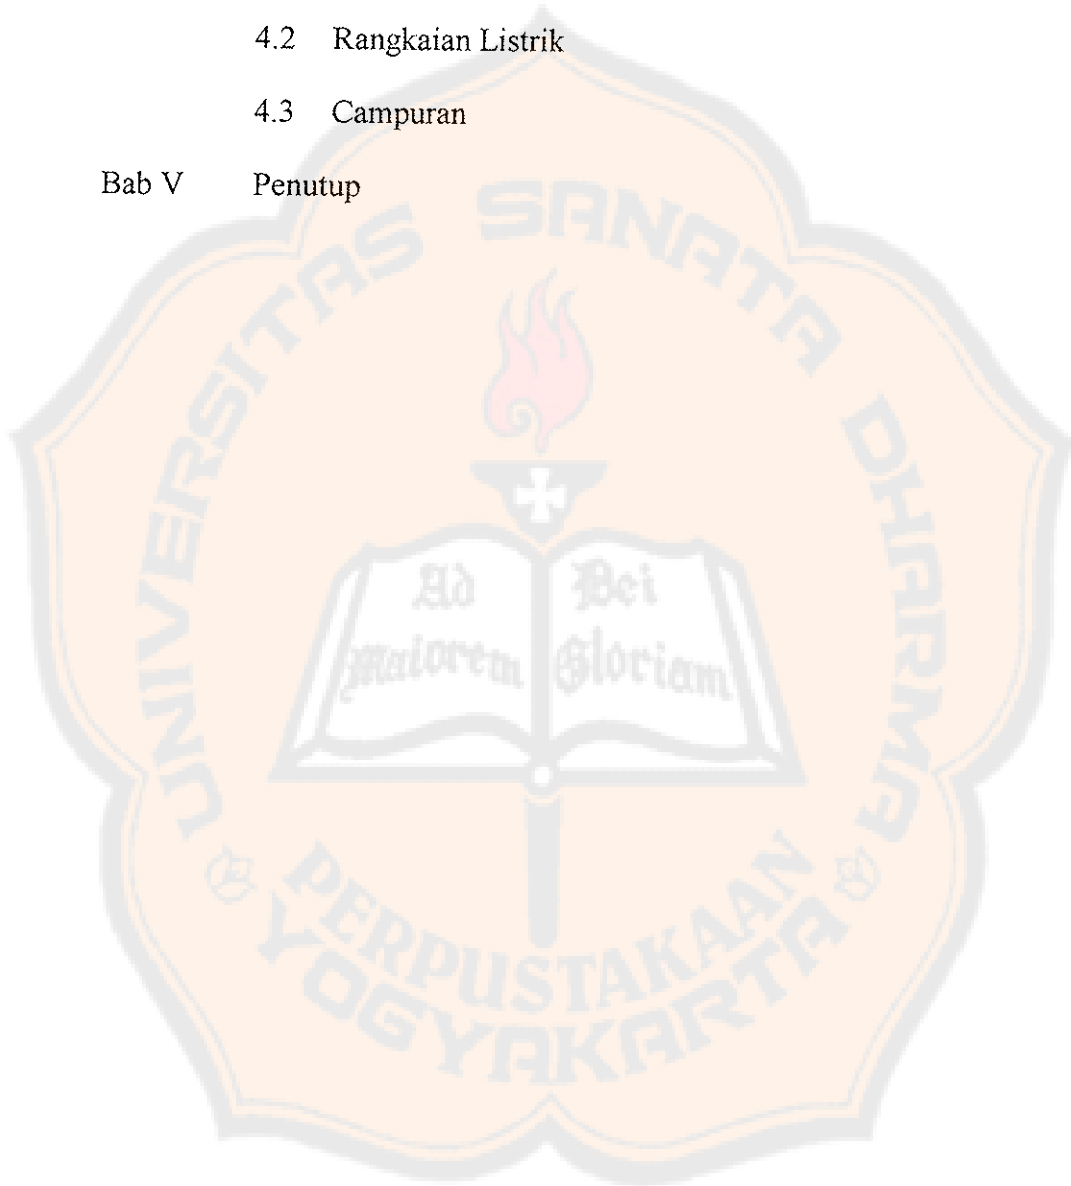 4.2 Rangkaian Listrik
4.3 Campuran
Bab V Penutup
UNIVERSITAS SANATA DHARMA
Ad Dei
Maiorem Gloriam
PERPUSTAKAAN
YOGYAKARTA